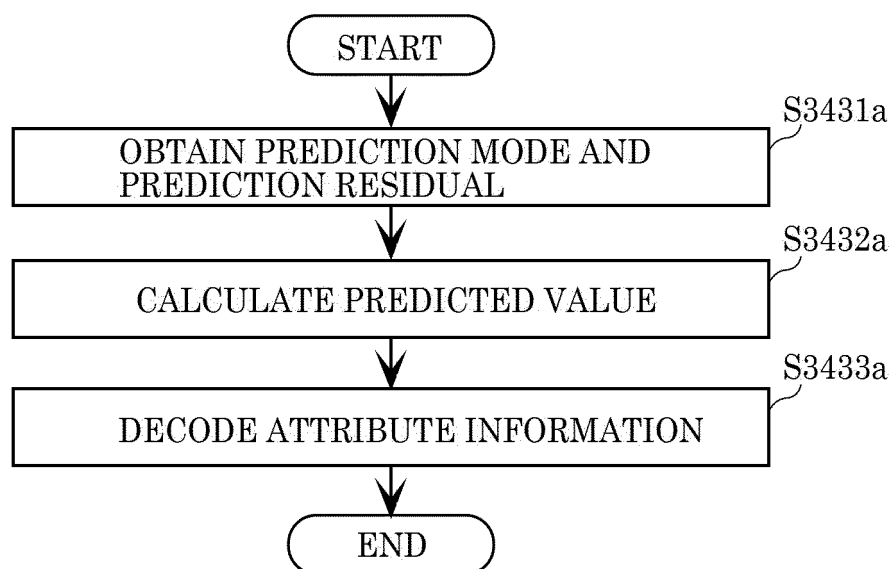 START
S3431a
OBTAIN PREDICTION MODE AND
PREDICTION RESIDUAL
S3432a
CALCULATE PREDICTED VALUE
S3433a
DECODE ATTRIBUTE INFORMATION
END